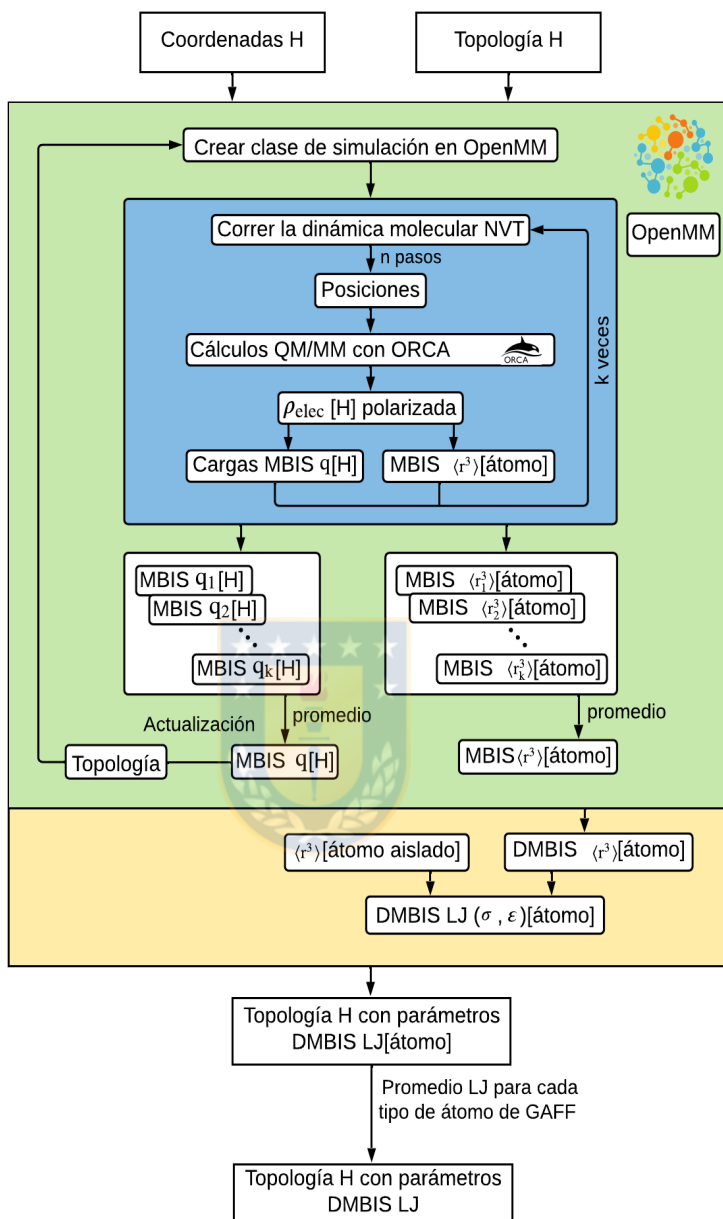 Coordenadas H
Topología H
Crear clase de simulación en OpenMM
OpenMM
Correr la dinámica molecular NVT
n pasos
Posiciones
k veces
Cálculos QM/MM con ORCA
ORCA
ρelec [H] polarizada
Cargas MBIS q[H]
MBIS ⟨r³⟩[átomo]
MBIS q₁[H]
MBIS q₂[H]
MBIS qₖ[H]
MBIS ⟨r₁³⟩[átomo]
MBIS ⟨r₂³⟩[átomo]
MBIS ⟨rₖ³⟩[átomo]
Actualización
promedio
promedio
Topología
MBIS q[H]
MBIS⟨r³⟩[átomo]
⟨r³⟩[átomo aislado]
DMBIS ⟨r³⟩[átomo]
DMBIS LJ (σ , ε)[átomo]
Topología H con parámetros
DMBIS LJ[átomo]
Promedio LJ para cada
tipo de átomo de GAFF
Topología H con parámetros
DMBIS LJ